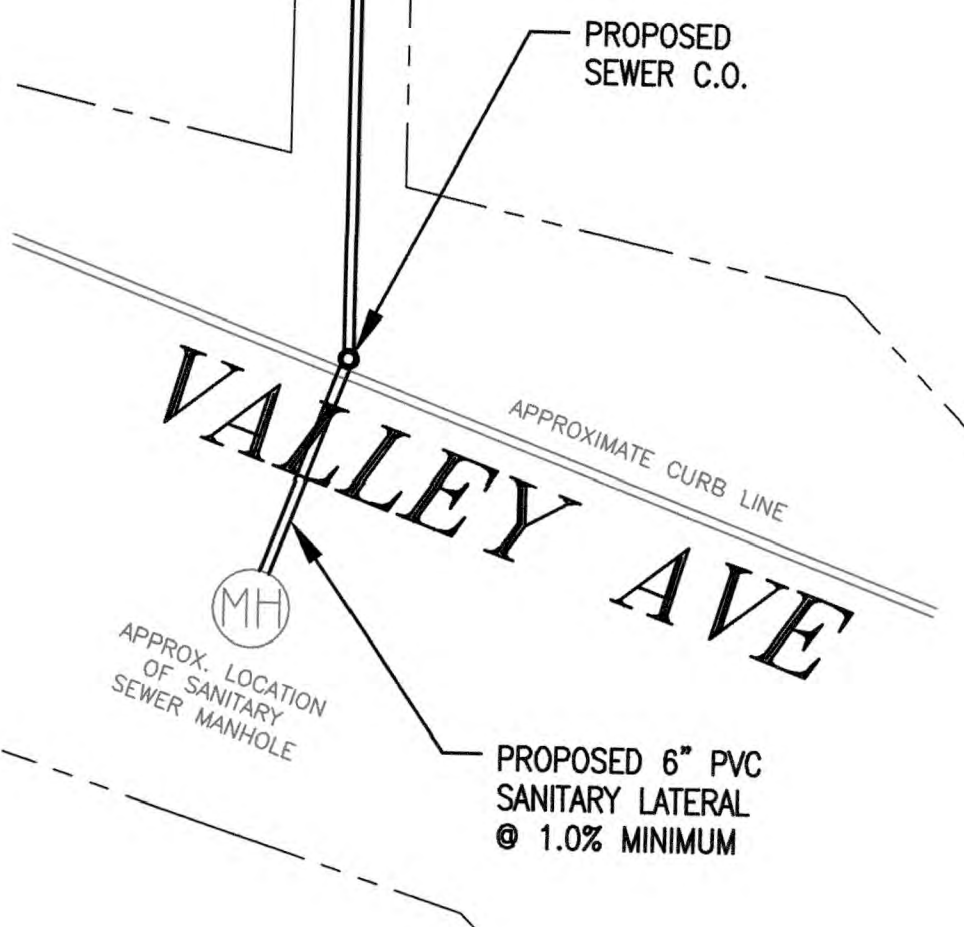 PROPOSED
SEWER C.O.
APPROXIMATE CURB LINE
VALLEY AVE
MH
APPROX. LOCATION
OF SANITARY
SEWER MANHOLE
PROPOSED 6" PVC
SANITARY LATERAL
@ 1.0% MINIMUM